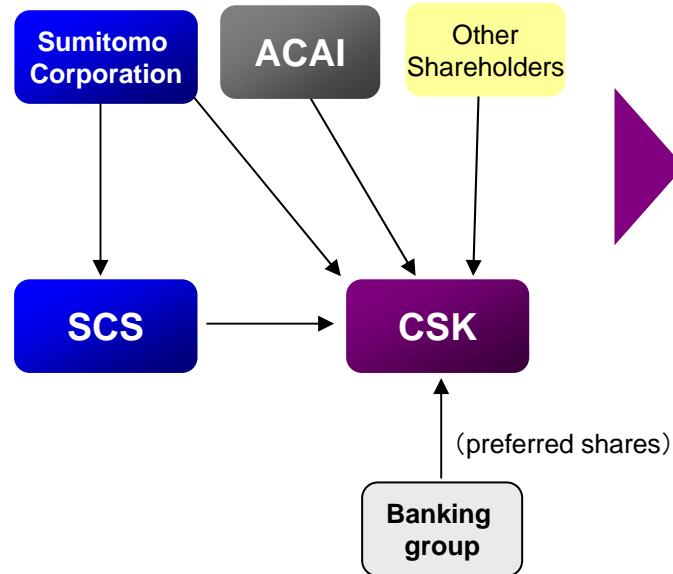 Sumitomo
Corporation
ACAI
Other
Shareholders
SCS
CSK
（preferred shares）
Banking
group